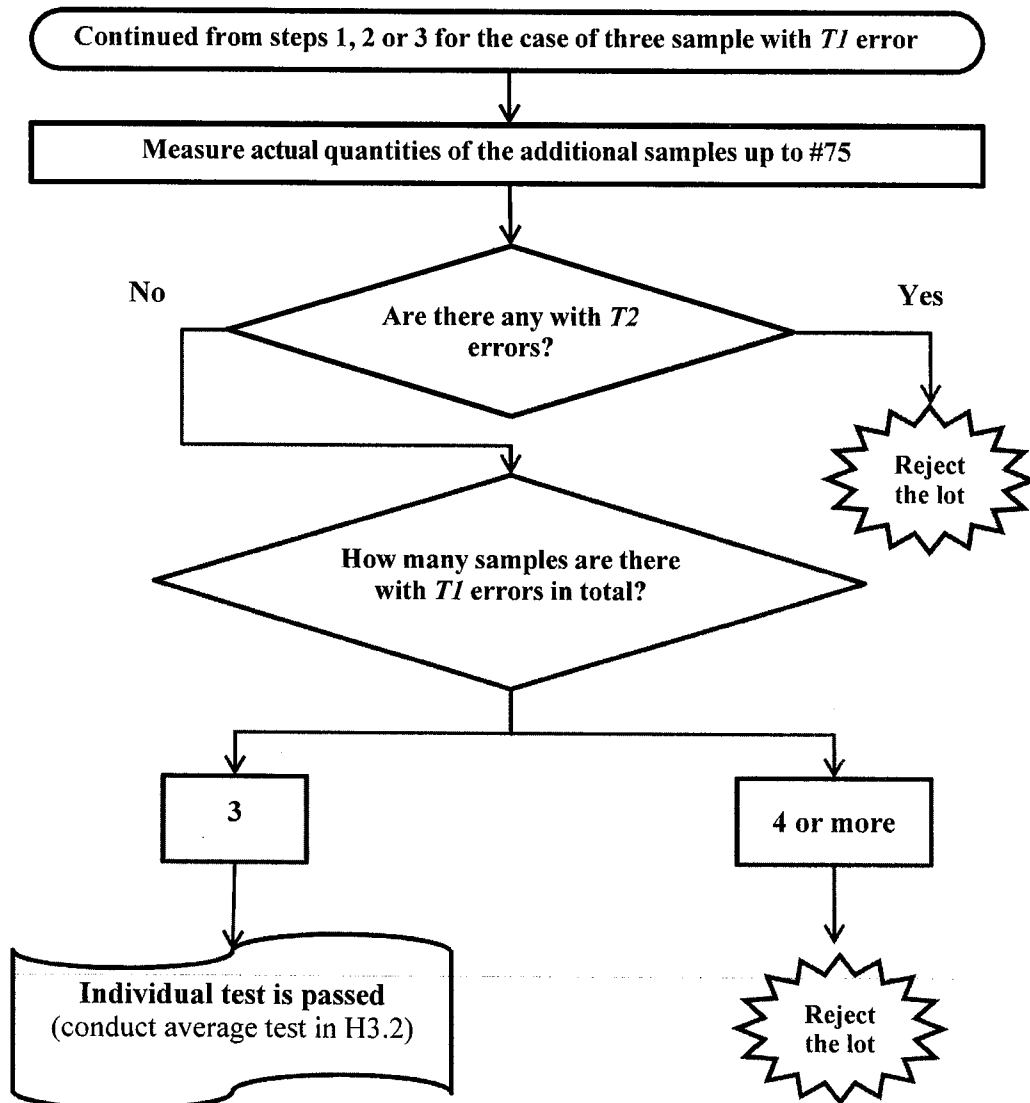 Continued from steps 1, 2 or 3 for the case of three sample with T1 error
Measure actual quantities of the additional samples up to #75
No
Yes
Are there any with T2
errors?
Reject
the lot
How many samples are there
with T1 errors in total?
3
4 or more
Individual test is passed
(conduct average test in H3.2)
Reject
the lot